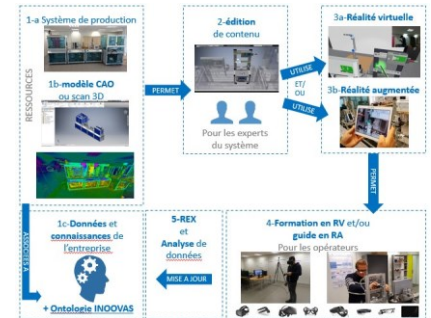 1-a Système de production
RESSOURCES
1b-modèle CAO
ou scan 3D
PERMET
2-édition
de contenu
Pour les experts
du système
UTILISE
ET/
OU
UTILISE
3a-Réalité virtuelle
3b-Réalité augmentée
PERMET
ASSOCIÉES À
1c-Données et
connaissances de
l'entreprise
+ Ontologie INOOVAS
5-REX
et
Analyse de
données
MISE A JOUR
4-Formation en RV et/ou
guide en RA
Pour les opérateurs